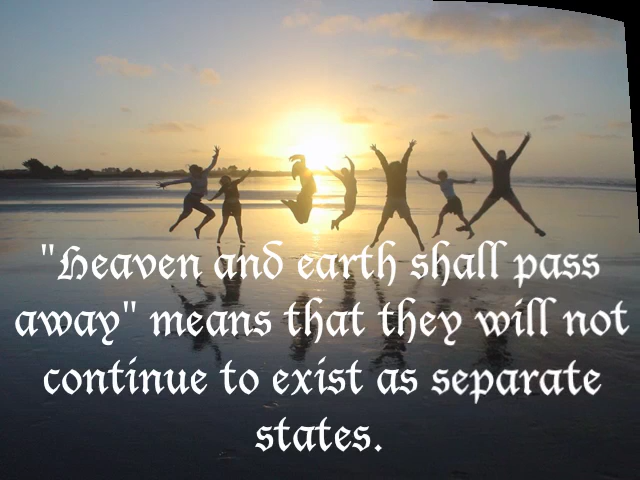 "Heaven and earth shall pass
away" means that they will not
continue to exist as separate
states.